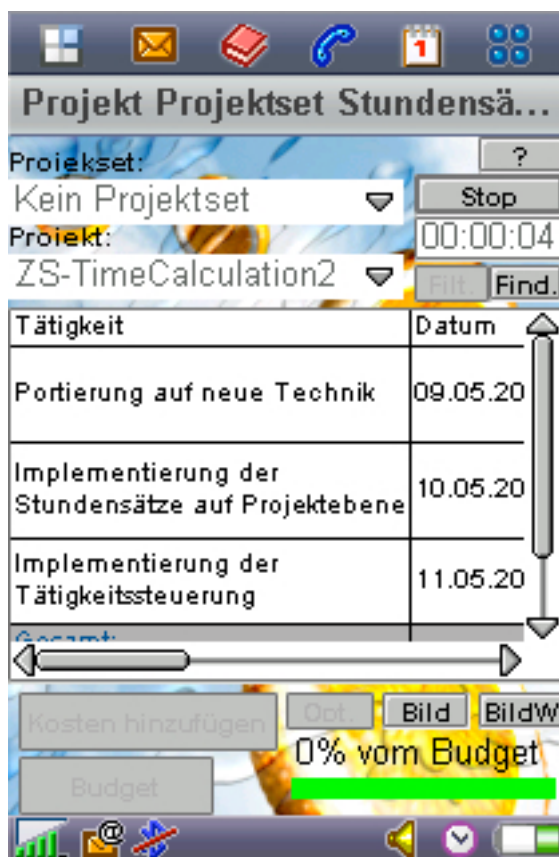 1
Projekt Projektset Stundensä...
Projekset:
?
Kein Projektset
Stop
Projekt:
00:00:04
ZS-TimeCalculation2
Filt.
Find.
Tätigkeit
Datum
Portierung auf neue Technik
09.05.20
Implementierung der
Stundensätze auf Projektebene
10.05.20
Implementierung der
Tätigkeitssteuerung
11.05.20
Gesamt:
Kosten hinzufügen
Opt.
Bild
BildW
0% vom Budget
Budget
@